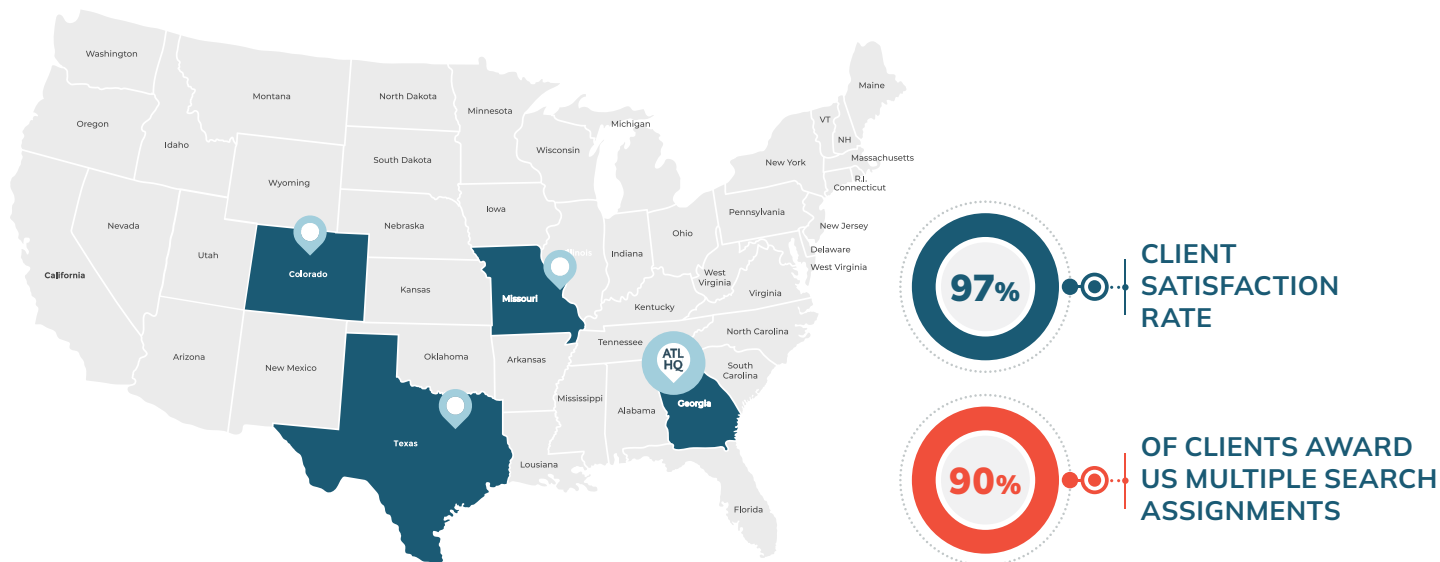 Washington
Montana
North Dakota
Minnesota
Maine
Oregon
Idaho
Michigan
VT
NH
South Dakota
Wisconsin
Massachusetts
Wyoming
New York
R.I.
Connecticut
Nevada
Nebraska
Iowa
Pennsylvania
New Jersey
Utah
Illinois
Indiana
Ohio
Delaware
California
Colorado
Kansas
Missouri
West
Virginia
West Virginia
Virginia
Kentucky
Arizona
New Mexico
Oklahoma
Arkansas
Tennessee
North Carolina
ATL
HQ
South
Carolina
Mississippi
Alabama
Georgia
Texas
Lousiana
Florida
97%
CLIENT
SATISFACTION
RATE
90%
OF CLIENTS AWARD
US MULTIPLE SEARCH
ASSIGNMENTS